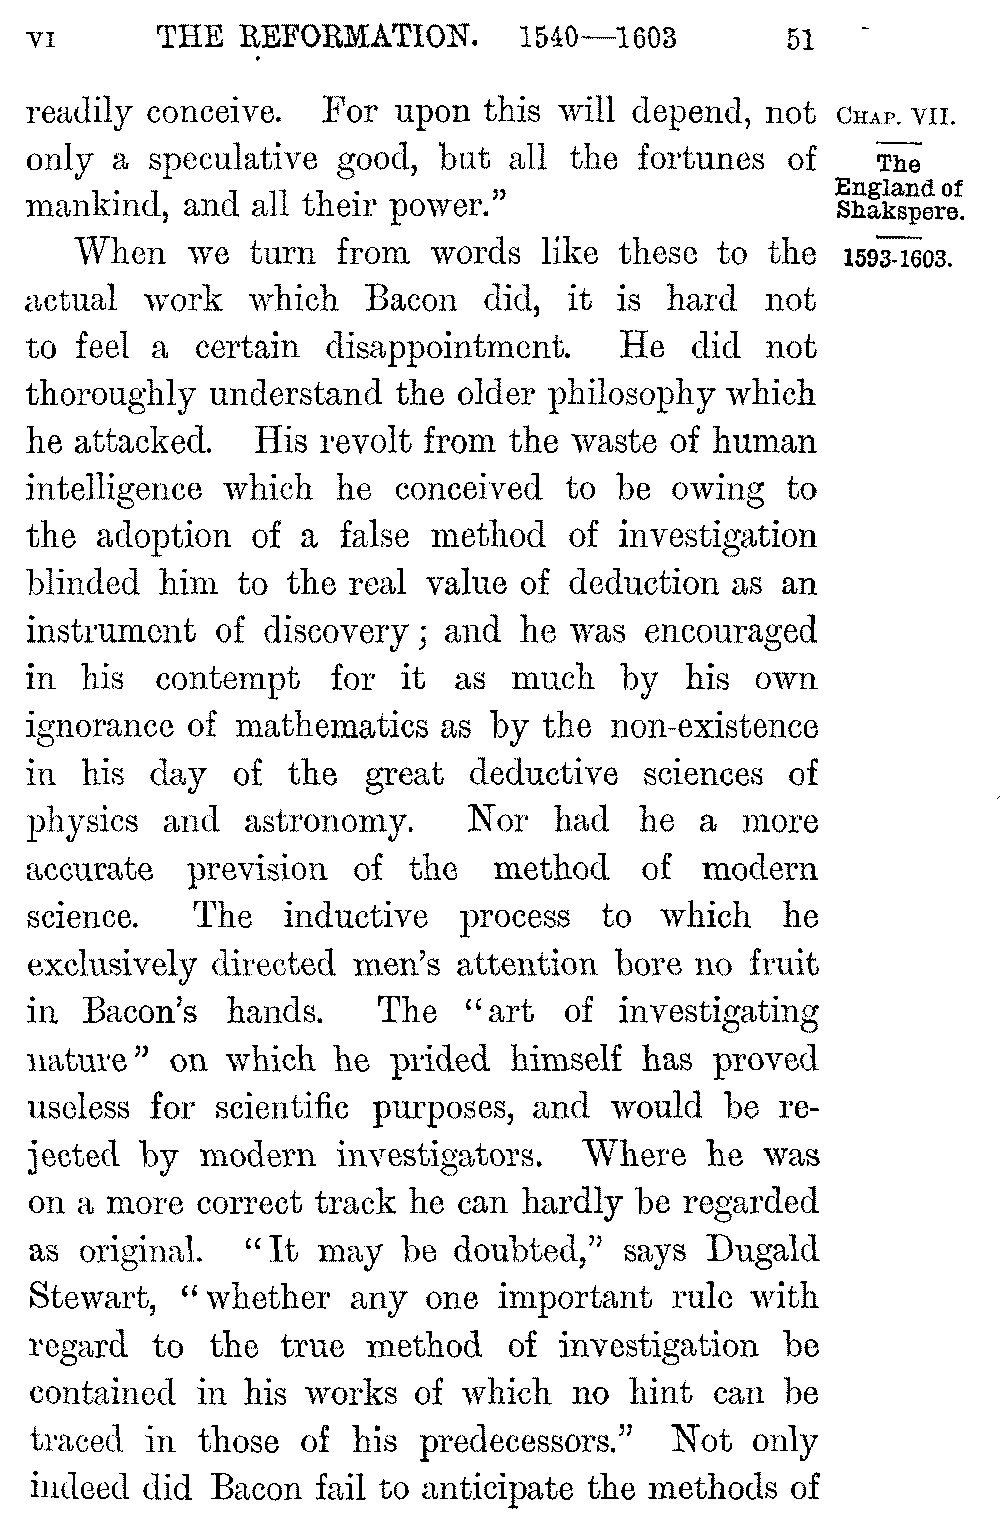 VI THE REFORMATION. 1540—1603 51
readily conceive. For upon this will depend, not
only a speculative good, but all the fortunes of
mankind, and all their power.”
When we turn from words like these to the
actual work which Bacon did, it is hard not
to feel a certain disappointment. He did not
thoroughly understand the older philosophy which
he attacked. His revolt from the waste of human
intelligence which he conceived to be owing to
the adoption of a false method of investigation
blinded him to the real value of deduction as an
instrument of discovery; and he was encouraged
in his contempt for it as much by his own
ignorance of mathematics as by the non-existence
in his day of the great deductive sciences of
physics and astronomy. Nor had he a more
accurate prevision of the method of modern
science. The inductive process to which he
exclusively directed men’s attention bore no fruit
in Bacon’s hands. The “art of investigating
nature” on which he prided himself has proved
useless for scientific purposes, and would be re-
jected by modern investigators. Where he was
on a more correct track he can hardly be regarded
as original. “It may be doubted,” says Dugald
Stewart, “whether any one important rule with
regard to the true method of investigation be
contained in his works of which no hint can be
traced in those of his predecessors.” Not only
indeed did Bacon fail to anticipate the methods of
CHAP. VII.
The
England of
Shakspere.
1593-1603.